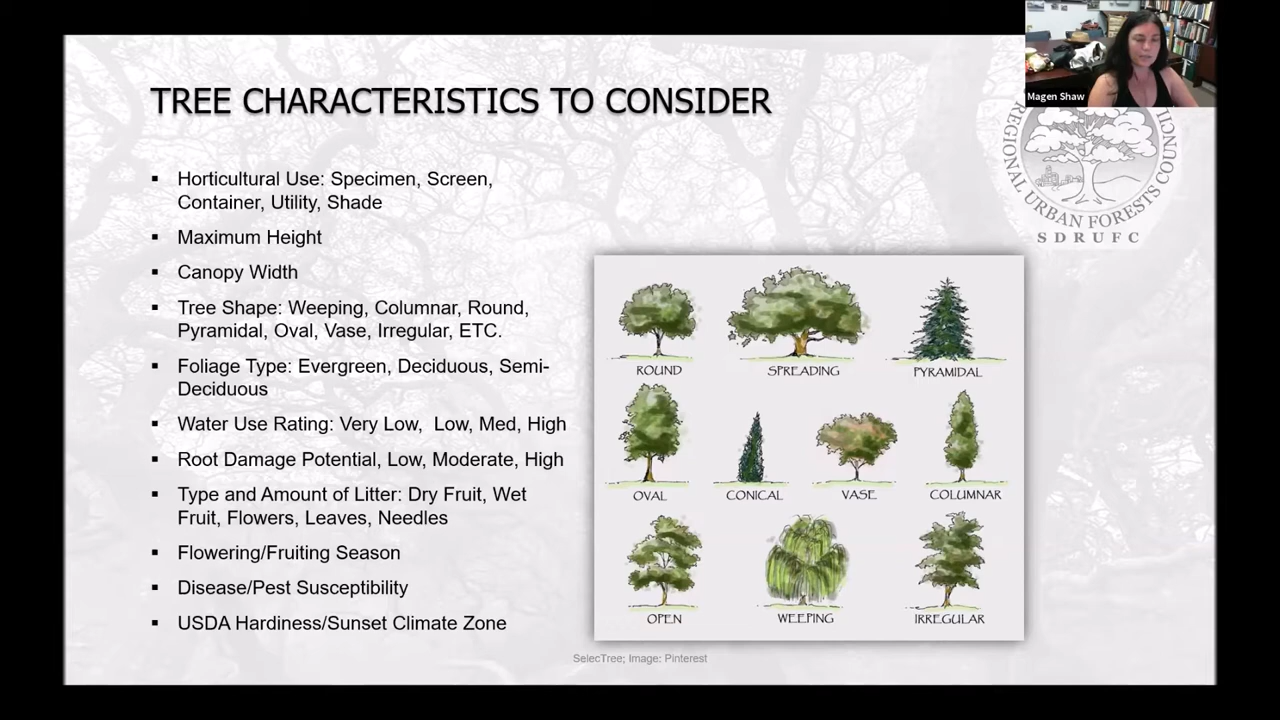 Magen Shaw
TREE CHARACTERISTICS TO CONSIDER
REGIONAL URBAN FORESTS COUNCIL
SDRUFC
▪ Horticultural Use: Specimen, Screen,
Container, Utility, Shade
▪ Maximum Height
▪ Canopy Width
▪ Tree Shape: Weeping, Columnar, Round,
Pyramidal, Oval, Vase, Irregular, ETC.
▪ Foliage Type: Evergreen, Deciduous, Semi-
Deciduous
▪ Water Use Rating: Very Low, Low, Med, High
▪ Root Damage Potential, Low, Moderate, High
▪ Type and Amount of Litter: Dry Fruit, Wet
Fruit, Flowers, Leaves, Needles
▪ Flowering/Fruiting Season
▪ Disease/Pest Susceptibility
▪ USDA Hardiness/Sunset Climate Zone
ROUND SPREADING PYRAMIDAL
OVAL CONICAL VASE COLUMNAR
OPEN WEEPING IRREGULAR
SelecTree; Image: Pinterest